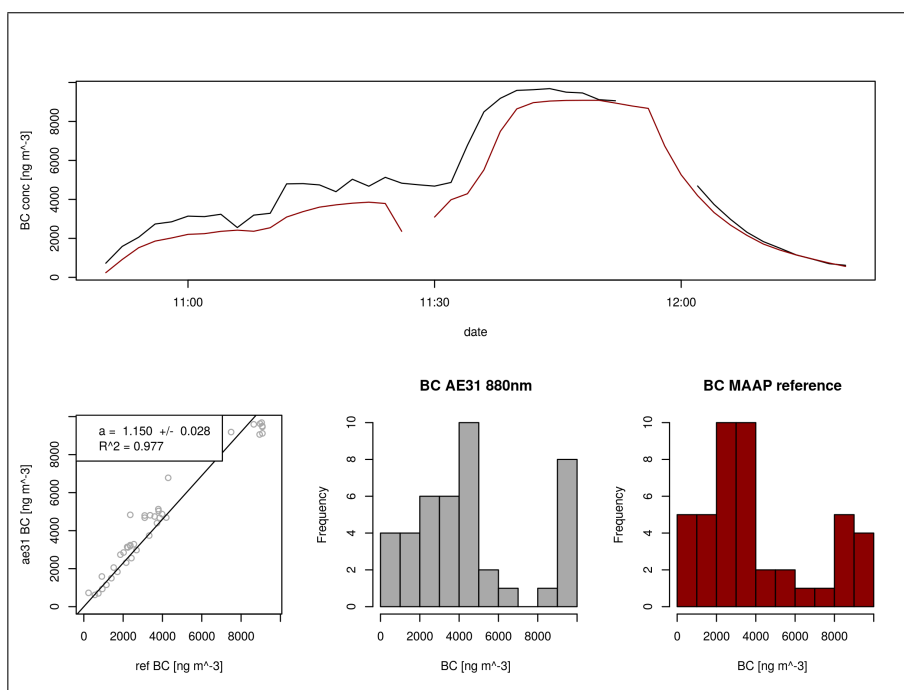 BC conc [ng m^-3]
0 2000 4000 6000 8000
11:00 11:30 12:00
date
a = 1.150 +/- 0.028
R^2 = 0.977
ae31 BC [ng m^-3]
0 2000 4000 6000 8000
0 2000 4000 6000 8000
ref BC [ng m^-3]
BC AE31 880nm
Frequency
0 2 4 6 8 10
0 2000 4000 6000 8000
BC [ng m^-3]
BC MAAP reference
Frequency
0 2 4 6 8 10
0 2000 4000 6000 8000
BC [ng m^-3]